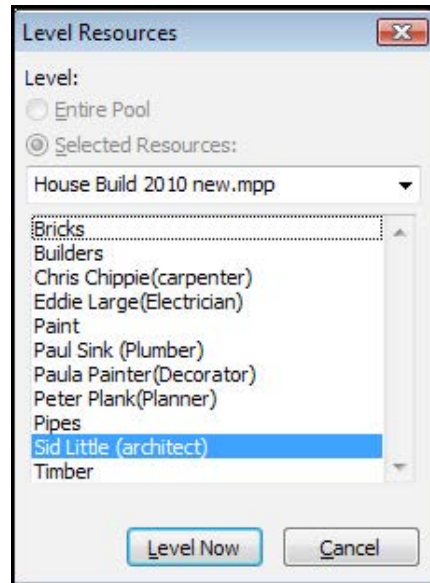 Level Resources
Level:
Entire Pool
Selected Resources:
House Build 2010 new.mpp
Bricks
Builders
Chris Chippie(carpenter)
Eddie Large(Electrician)
Paint
Paul Sink (Plumber)
Paula Painter(Decorator)
Peter Plank(Planner)
Pipes
Sid Little (architect)
Timber
Level Now Cancel